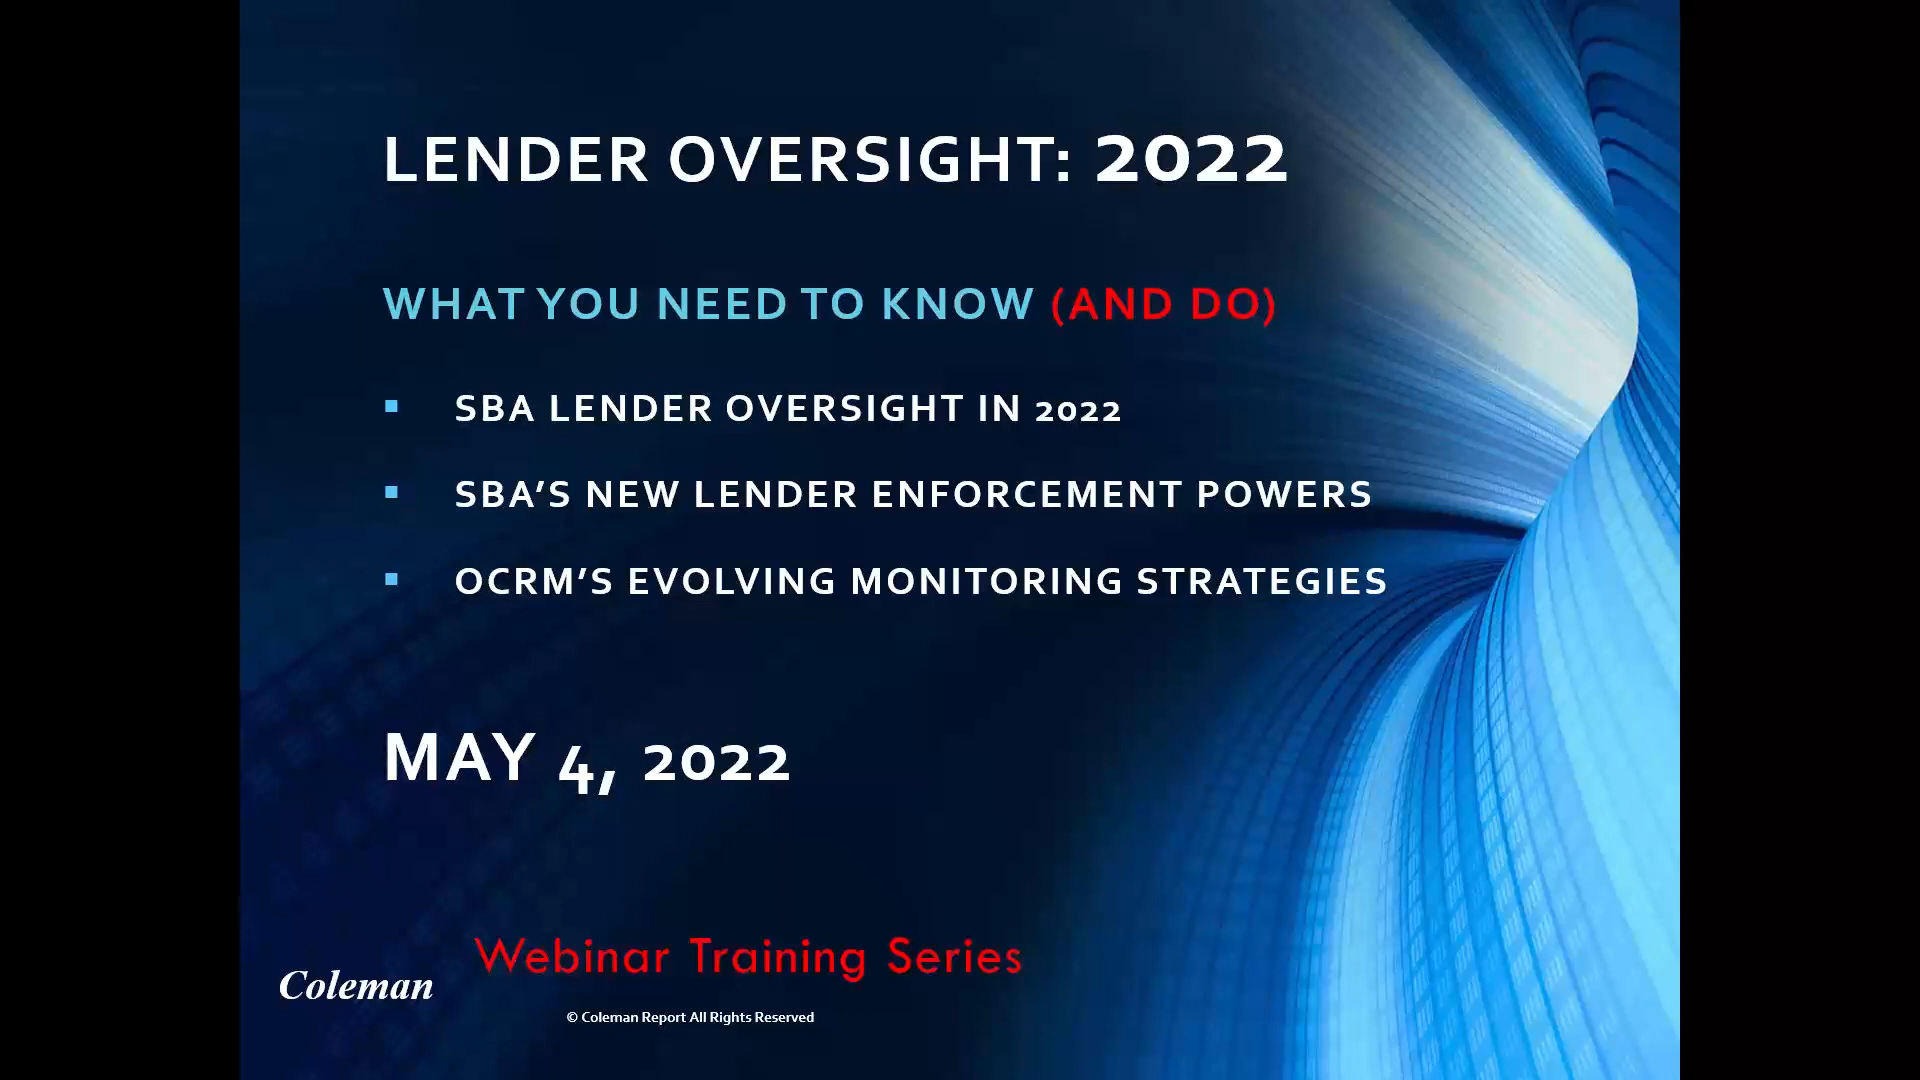 LENDER OVERSIGHT: 2022
WHAT YOU NEED TO KNOW (AND DO)
▪ SBA LENDER OVERSIGHT IN 2022
▪ SBA’S NEW LENDER ENFORCEMENT POWERS
▪ OCRM’S EVOLVING MONITORING STRATEGIES
MAY 4, 2022
Webinar Training Series
Coleman
© Coleman Report All Rights Reserved